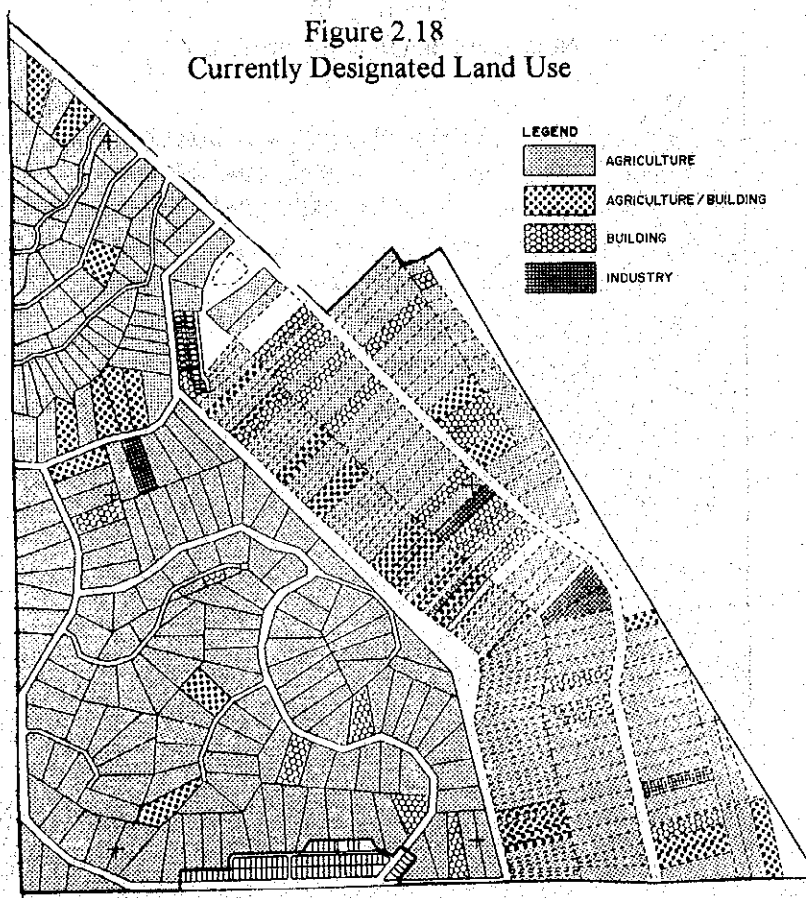 Figure 2.18
Currently Designated Land Use
LEGEND
AGRICULTURE
AGRICULTURE/BUILDING
BUILDING
INDUSTRY